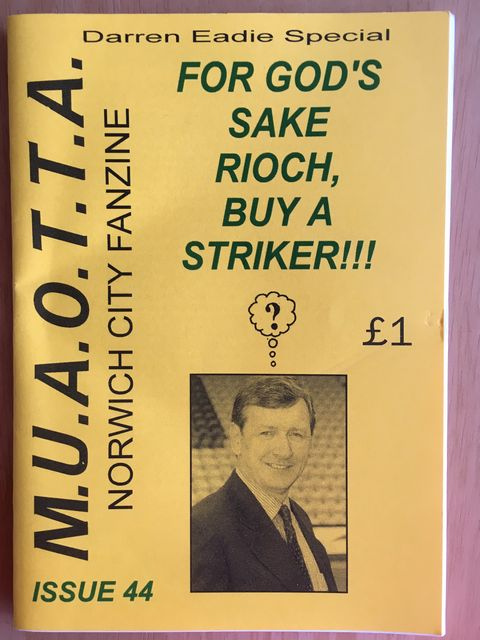 Darren Eadie Special
M.U.A.O.T.T.A.
NORWICH CITY FANZINE
FOR GOD'S
SAKE
RIOCH,
BUY A
STRIKER!!!
?
£1
ISSUE 44